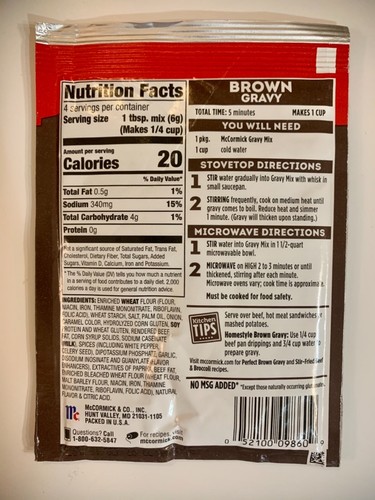 Nutrition Facts
4 servings per container
Serving size 1 tbsp. mix (6g)
(Makes 1/4 cup)
Amount per serving
Calories 20
% Daily Value*
Total Fat 0.5g 1%
Sodium 340mg 15%
Total Carbohydrate 4g 1%
Protein 0g
Not a significant source of Saturated Fat, Trans Fat,
Cholesterol, Dietary Fiber, Total Sugars, Added
Sugars, Vitamin D, Calcium, Iron and Potassium.
* The % Daily Value (DV) tells you how much a nutrient
in a serving of food contributes to a daily diet. 2,000
calories a day is used for general nutrition advice
INGREDIENTS: ENRICHED WHEAT FLOUR (FLOUR,
NIACIN, IRON, THIAMINE MONONITRATE, RIBOFLAVIN,
FOLIC ACID), WHEAT STARCH, SALT, PALM OIL, ONION,
CARAMEL COLOR, HYDROLYZED CORN GLUTEN, SOY
PROTEIN AND WHEAT GLUTEN, RENDERED BEEF
FAT, CORN SYRUP SOLIDS, SODIUM CASEINATE
(MILK), SPICES (INCLUDING WHITE PEPPER,
CELERY SEED), DIPOTASSIUM PHOSPHATE, GARLIC,
SODIUM INOSINATE AND GUANYLATE (FLAVOR
ENHANCERS), EXTRACTIVES OF PAPRIKA, BEEF FAT,
ENRICHED BLEACHED WHEAT FLOUR (WHEAT FLOUR,
MALT BARLEY FLOUR, NIACIN, IRON, THIAMINE
MONONITRATE, RIBOFLAVIN, FOLIC ACID), NATURAL
FLAVOR & CITRIC ACID.
Mc
McCORMICK & CO., INC.
HUNT VALLEY, MD 21031-1105
PACKED IN U.S.A.
Questions? Call
1-800-632-5847
For recipes, visit
mccormick.com
BROWN
GRAVY
TOTAL TIME: 5 minutes MAKES 1 CUP
YOU WILL NEED
1 pkg. McCormick Gravy Mix
1 cup cold water
STOVETOP DIRECTIONS
1 STIR water gradually into Gravy Mix with whisk in
small saucepan.
2 STIRRING frequently, cook on medium heat until
gravy comes to boil. Reduce heat and simmer
1 minute. (Gravy will thicken upon standing.)
MICROWAVE DIRECTIONS
1 STIR water into Gravy Mix in 1 1/2-quart
microwavable bowl.
2 MICROWAVE on HIGH 2 to 3 minutes or until
thickened, stirring after each minute.
Microwave ovens vary; cook time is approximate.
Must be cooked for food safety.
Kitchen
TIPS
Serve over beef, hot meat sandwiches,
mashed potatoes.
Homestyle Brown Gravy: Use 1/4 cup
beef pan drippings and 3/4 cup water to
prepare gravy.
Visit mccormick.com for Perfect Brown Gravy and Stir-Fried Beef
& Broccoli recipes.
NO MSG ADDED* *Except those naturally occurring glutamates.
0 52100 09860 9